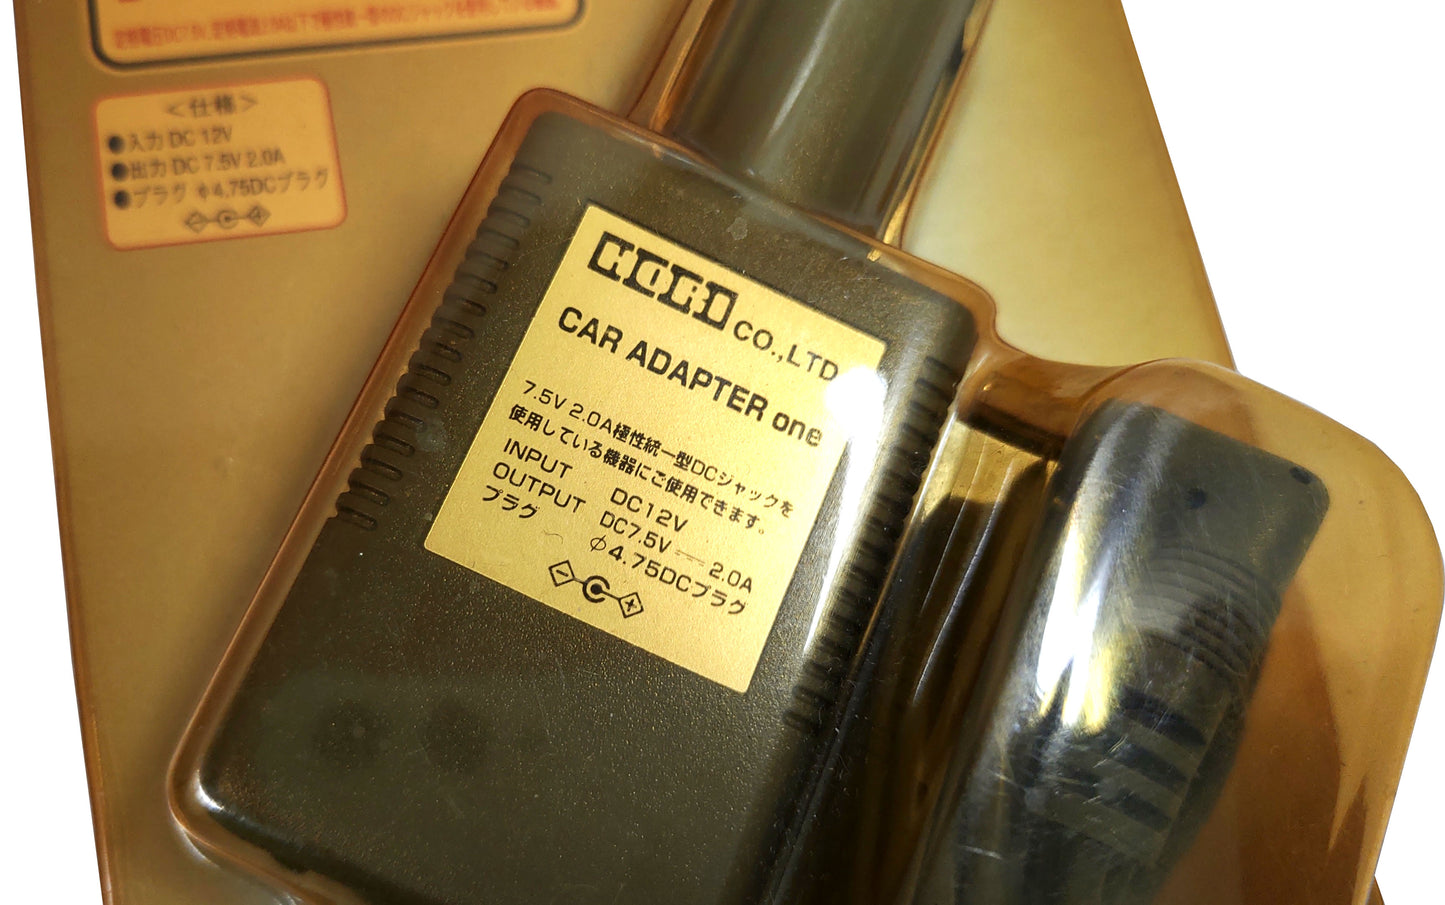 ＜仕格＞
●入力 DC 12V
●出力 DC 7.5V 2.0A
●プラグ φ4.75DCプラグ
HORI CO.,LTD
CAR ADAPTER one
7.5V 2.0A極性統一型DCジャックを
使用している機器にご使用できます。
INPUT DC12V
OUTPUT DC7.5V ⎓ 2.0A
プラグ φ4.75DCプラグ